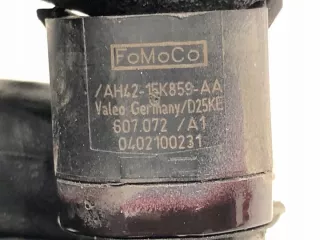 FoMoCo
/AH42-15K859-AA
Valeo Germany/D25KE
607.072 /A1
0402100231